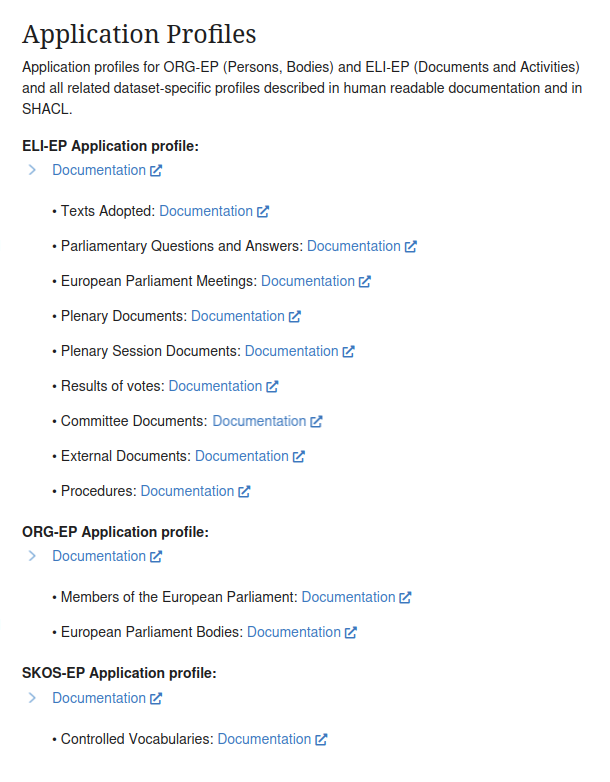 Application Profiles
Application profiles for ORG-EP (Persons, Bodies) and ELI-EP (Documents and Activities)
and all related dataset-specific profiles described in human readable documentation and in
SHACL.
ELI-EP Application profile:
Documentation
• Texts Adopted: Documentation
• Parliamentary Questions and Answers: Documentation
• European Parliament Meetings: Documentation
• Plenary Documents: Documentation
• Plenary Session Documents: Documentation
• Results of votes: Documentation
• Committee Documents: Documentation
• External Documents: Documentation
• Procedures: Documentation
ORG-EP Application profile:
Documentation
• Members of the European Parliament: Documentation
• European Parliament Bodies: Documentation
SKOS-EP Application profile:
Documentation
• Controlled Vocabularies: Documentation